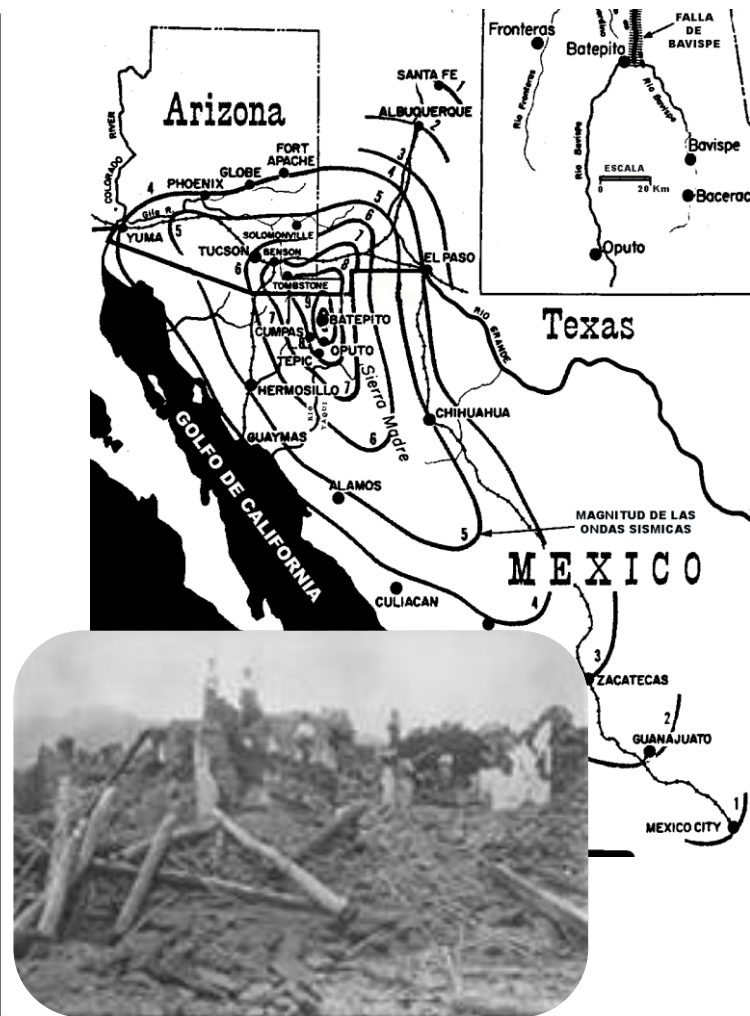 Arizona
COLORADO RIVER
SANTA FE
1
ALBUQUERQUE
2
3
4
FORT
APACHE
GLOBE
PHOENIX
4
Gila R.
5
YUMA
5
6
SOLOMONVILLE
7
TUCSON
BENSON
8
6
TOMBSTONE
EL PASO
9
7
BATEPITO
CUMPAS
8
OPUTO
TEPIC
7
HERMOSILLO
RIO YAQUI
Sierra Madre
6
GUAYMAS
CHIHUAHUA
RIO GRANDE
Texas
GOLFO DE CALIFORNIA
ALAMOS
5
MAGNITUD DE LAS
ONDAS SISMICAS
MEXICO
CULIACAN
4
3
ZACATECAS
2
GUANAJUATO
1
MEXICO CITY
Fronteras
FALLA
DE
BAVISPE
Batepito
Rio Fronteras
Rio Bavispe
Rio Bavispe
Bavispe
ESCALA
0 20 Km
Bacerac
Oputo